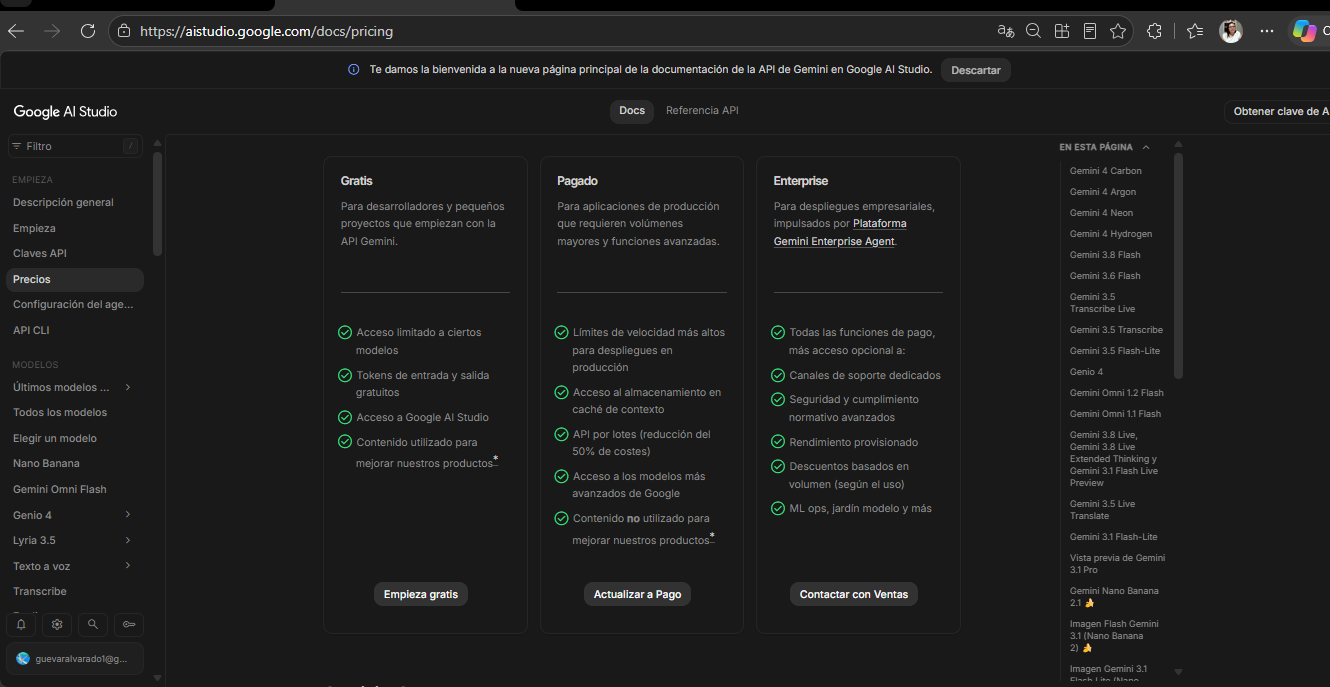 https://aistudio.google.com/docs/pricing
Te damos la bienvenida a la nueva página principal de la documentación de la API de Gemini en Google AI Studio.
Descartar
Google AI Studio
Docs
Referencia API
Obtener clave de A
Filtro
/
EMPIEZA
Descripción general
Empieza
Claves API
Precios
Configuración del age...
API CLI
MODELOS
Últimos modelos ...
Todos los modelos
Elegir un modelo
Nano Banana
Gemini Omni Flash
Genio 4
Lyria 3.5
Texto a voz
Transcribe
guevaralvarado1@g...
Gratis
Para desarrolladores y pequeños
proyectos que empiezan con la
API Gemini.
Acceso limitado a ciertos
modelos
Tokens de entrada y salida
gratuitos
Acceso a Google AI Studio
Contenido utilizado para
mejorar nuestros productos*
Empieza gratis
Pagado
Para aplicaciones de producción
que requieren volúmenes
mayores y funciones avanzadas.
Límites de velocidad más altos
para despliegues en
producción
Acceso al almacenamiento en
caché de contexto
API por lotes (reducción del
50% de costes)
Acceso a los modelos más
avanzados de Google
Contenido no utilizado para
mejorar nuestros productos*
Actualizar a Pago
Enterprise
Para despliegues empresariales,
impulsados por Plataforma
Gemini Enterprise Agent.
Todas las funciones de pago,
más acceso opcional a:
Canales de soporte dedicados
Seguridad y cumplimiento
normativo avanzados
Rendimiento provisionado
Descuentos basados en
volumen (según el uso)
ML ops, jardín modelo y más
Contactar con Ventas
EN ESTA PÁGINA
Gemini 4 Carbon
Gemini 4 Argon
Gemini 4 Neon
Gemini 4 Hydrogen
Gemini 3.8 Flash
Gemini 3.6 Flash
Gemini 3.5
Transcribe Live
Gemini 3.5 Transcribe
Gemini 3.5 Flash-Lite
Genio 4
Gemini Omni 1.2 Flash
Gemini Omni 1.1 Flash
Gemini 3.8 Live,
Gemini 3.8 Live
Extended Thinking y
Gemini 3.1 Flash Live
Preview
Gemini 3.5 Live
Translate
Gemini 3.1 Flash-Lite
Vista previa de Gemini
3.1 Pro
Gemini Nano Banana
2.1 🍌
Imagen Flash Gemini
3.1 (Nano Banana
2) 🍌
Imagen Gemini 3.1
Flash Lite (Nano